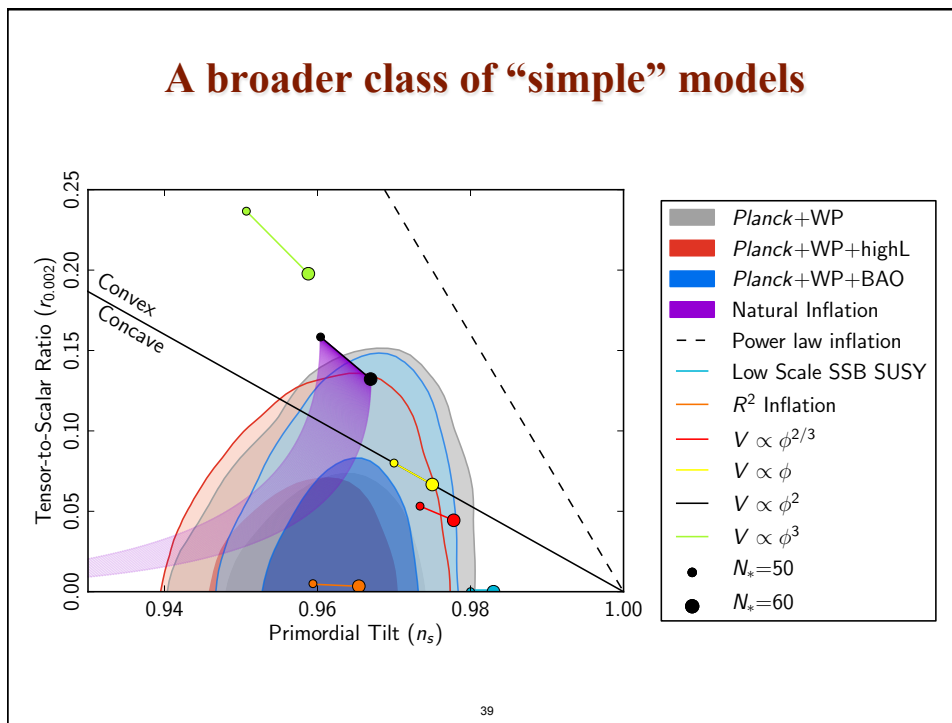 A broader class of “simple” models
0.25
0.20
0.15
0.10
0.05
0.00
Tensor-to-Scalar Ratio (r0.002)
Convex
Concave
0.94
0.96
0.98
1.00
Primordial Tilt (ns)
Planck+WP
Planck+WP+highL
Planck+WP+BAO
Natural Inflation
Power law inflation
Low Scale SSB SUSY
R² Inflation
V ∝ ϕ^2/3
V ∝ ϕ
V ∝ ϕ²
V ∝ ϕ³
N*=50
N*=60
39